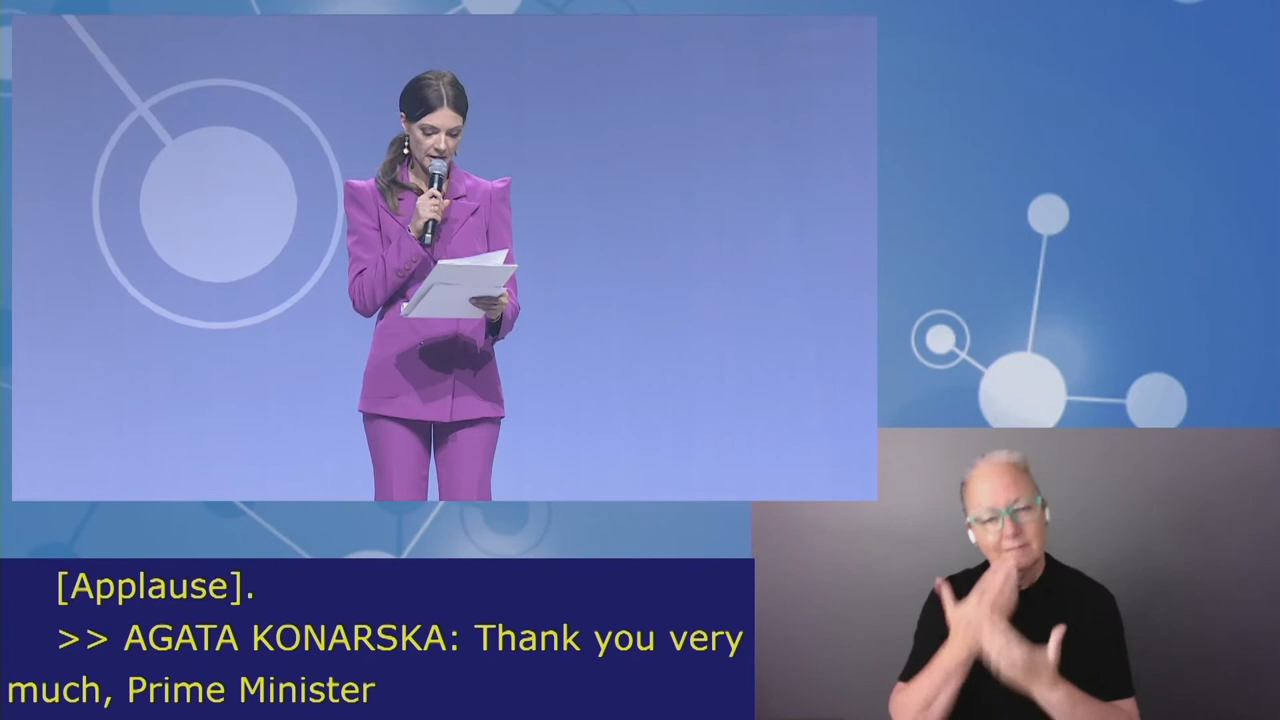 [Applause].
>> AGATA KONARSKA: Thank you very
much, Prime Minister